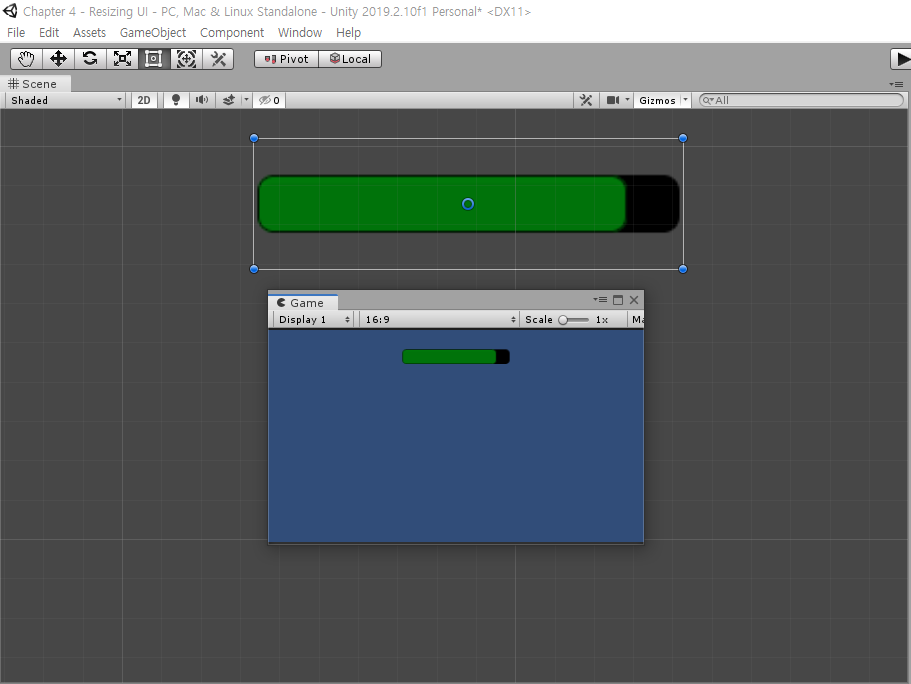 Chapter 4 - Resizing UI - PC, Mac & Linux Standalone - Unity 2019.2.10f1 Personal* <DX11>
File Edit Assets GameObject Component Window Help
Pivot Local
Scene
Shaded 2D 0 Gizmos All
Game
Display 1 16:9 Scale 1x Ma